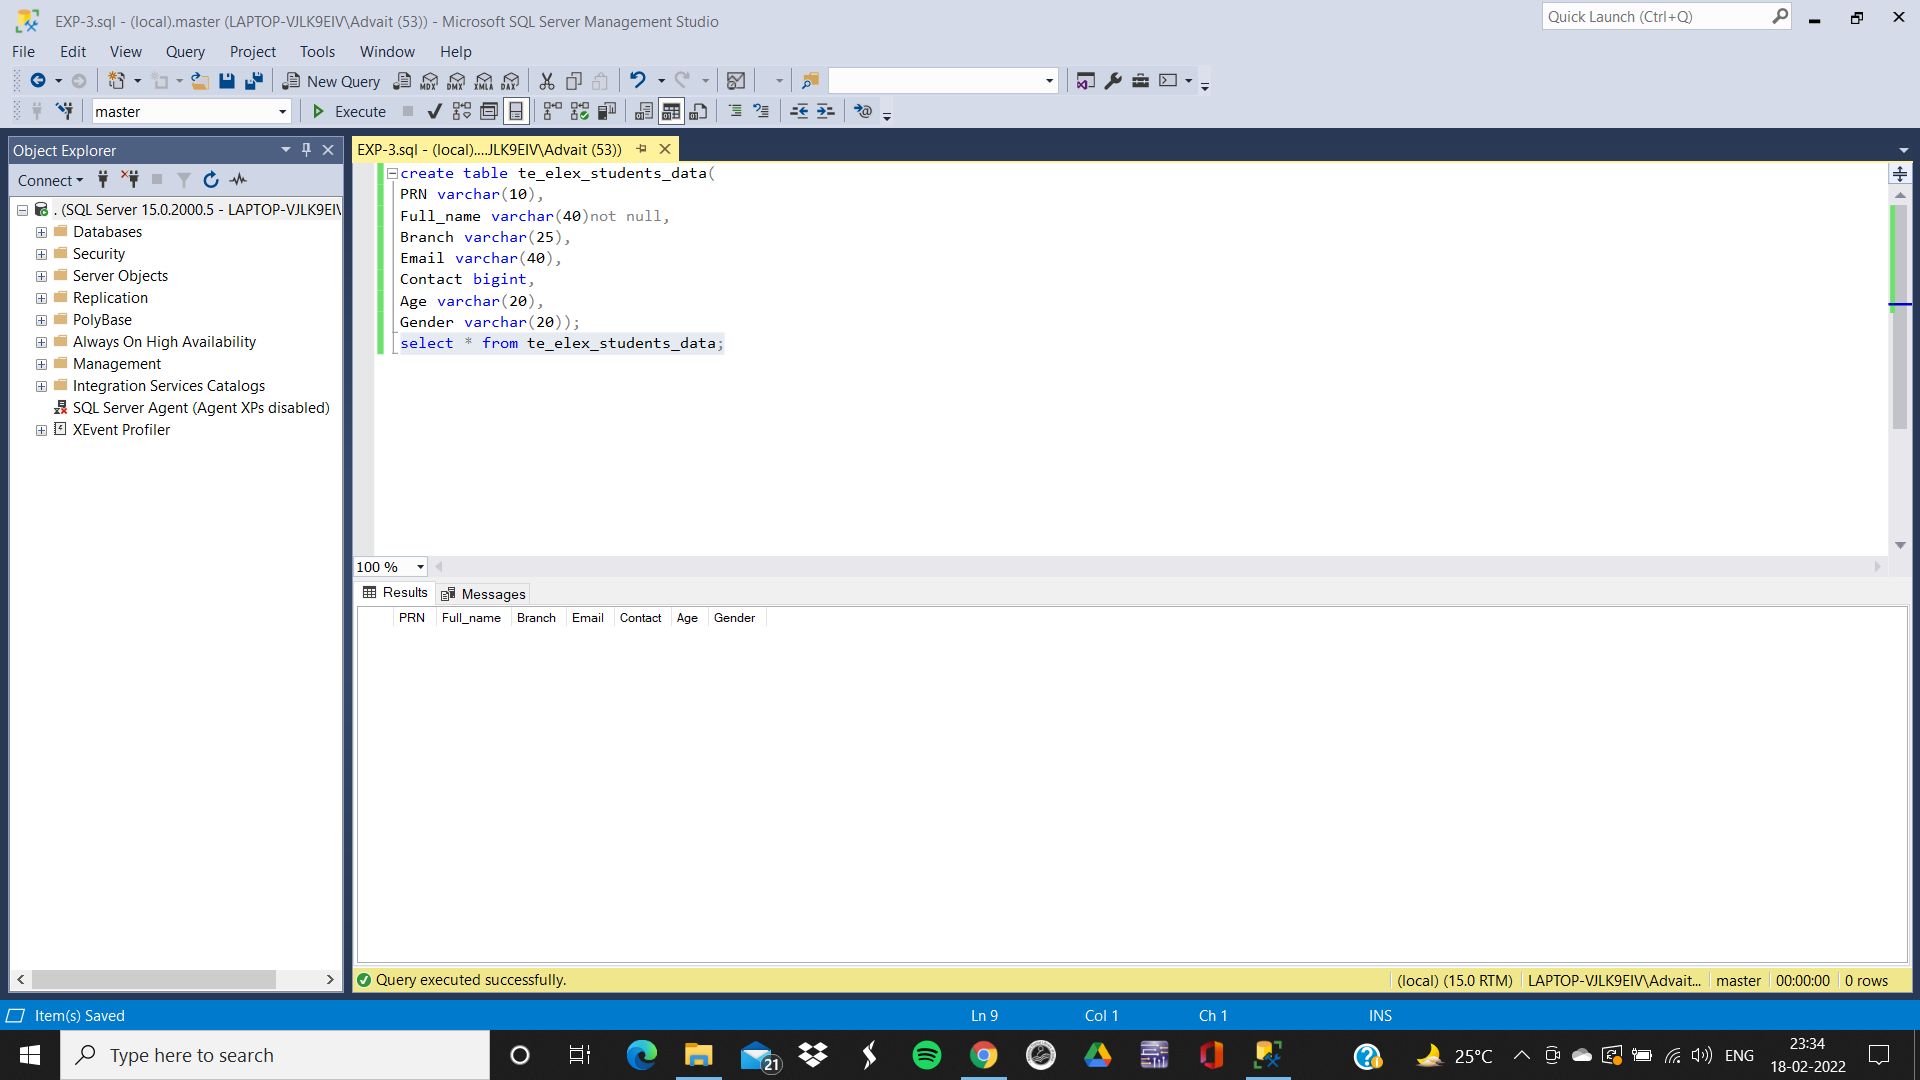 EXP-3.sql - (local).master (LAPTOP-VJLK9EIV\Advait (53)) - Microsoft SQL Server Management Studio
Quick Launch (Ctrl+Q)
File Edit View Query Project Tools Window Help
New Query MDX DMX XMLA DAX
master Execute
Object Explorer
EXP-3.sql - (local)....JLK9EIV\Advait (53))
Connect
. (SQL Server 15.0.2000.5 - LAPTOP-VJLK9EI\
Databases
Security
Server Objects
Replication
PolyBase
Always On High Availability
Management
Integration Services Catalogs
SQL Server Agent (Agent XPs disabled)
XEvent Profiler
create table te_elex_students_data(
PRN varchar(10),
Full_name varchar(40)not null,
Branch varchar(25),
Email varchar(40),
Contact bigint,
Age varchar(20),
Gender varchar(20));
select * from te_elex_students_data;
100 %
Results Messages
PRN Full_name Branch Email Contact Age Gender
Query executed successfully.
(local) (15.0 RTM) LAPTOP-VJLK9EIV\Advait... master 00:00:00 0 rows
Item(s) Saved Ln 9 Col 1 Ch 1 INS
Type here to search
21
25°C
ENG
23:34
18-02-2022